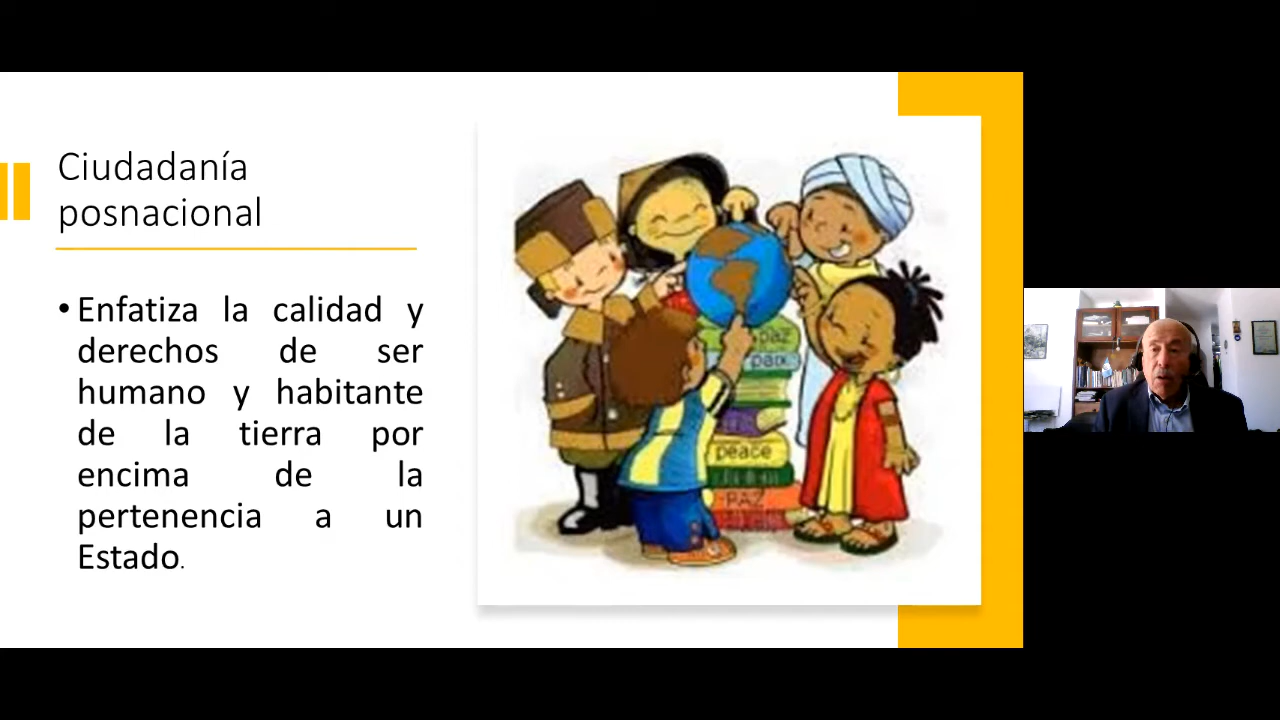 Ciudadanía
posnacional
• Enfatiza la calidad y
derechos de ser
humano y habitante
de la tierra por
encima de la
pertenencia a un
Estado.
paz
paix
peace
PAZ